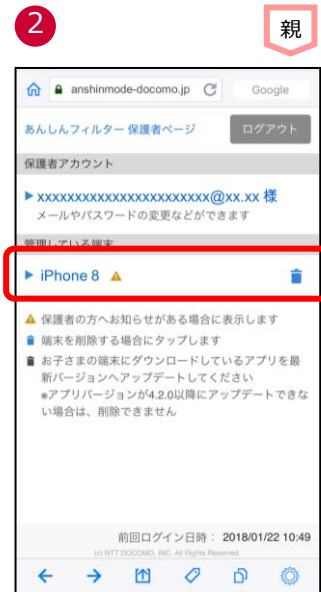 2
親
anshinmode-docomo.jp
Google
あんしんフィルター 保護者ページ
ログアウト
保護者アカウント
▶ xxxxxxxxxxxxxxxxxxxxxxx@xx.xx 様
メールやパスワードの変更などができます
管理している端末
▶ iPhone 8
保護者の方へお知らせがある場合に表示します
端末を削除する場合にタップします
お子さまの端末にダウンロードしているアプリを最
新バージョンへアップデートしてください
※アプリバージョンが4.2.0以降にアップデートできな
い場合は、削除できません
前回ログイン日時： 2018/01/22 10:49
(c) NTT DOCOMO, INC. All Rights Reserved.